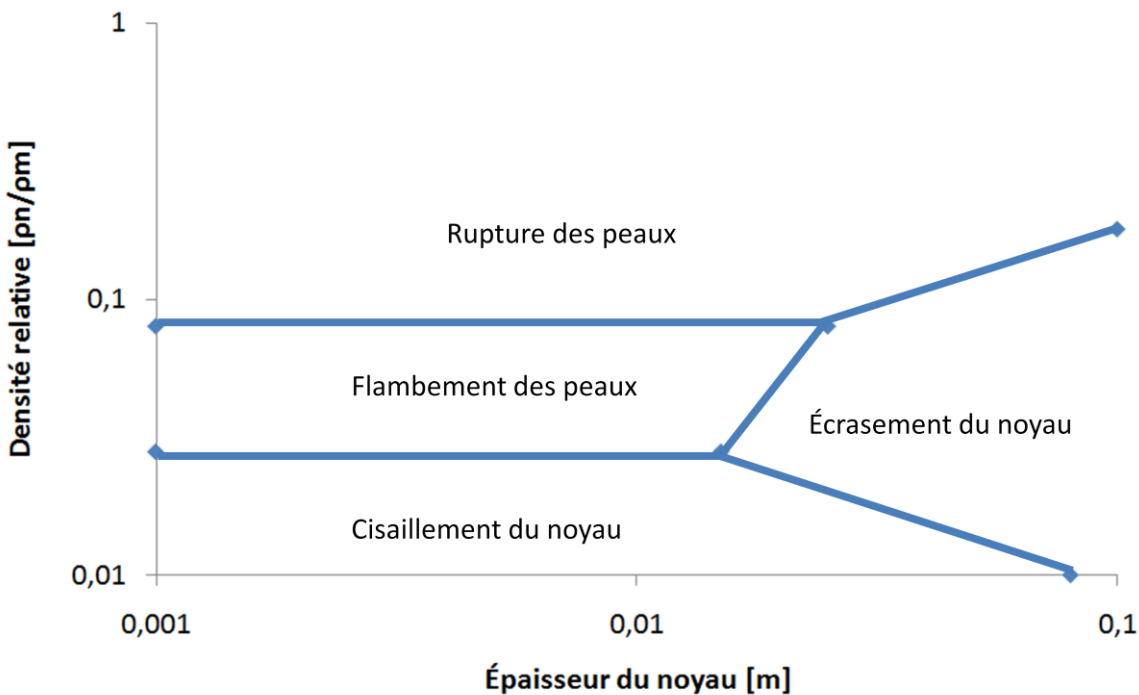 1
Densité relative [ρn/ρm]
Rupture des peaux
0,1
Flambement des peaux
Écrasement du noyau
Cisaillement du noyau
0,01
0,001
0,01
0,1
Épaisseur du noyau [m]